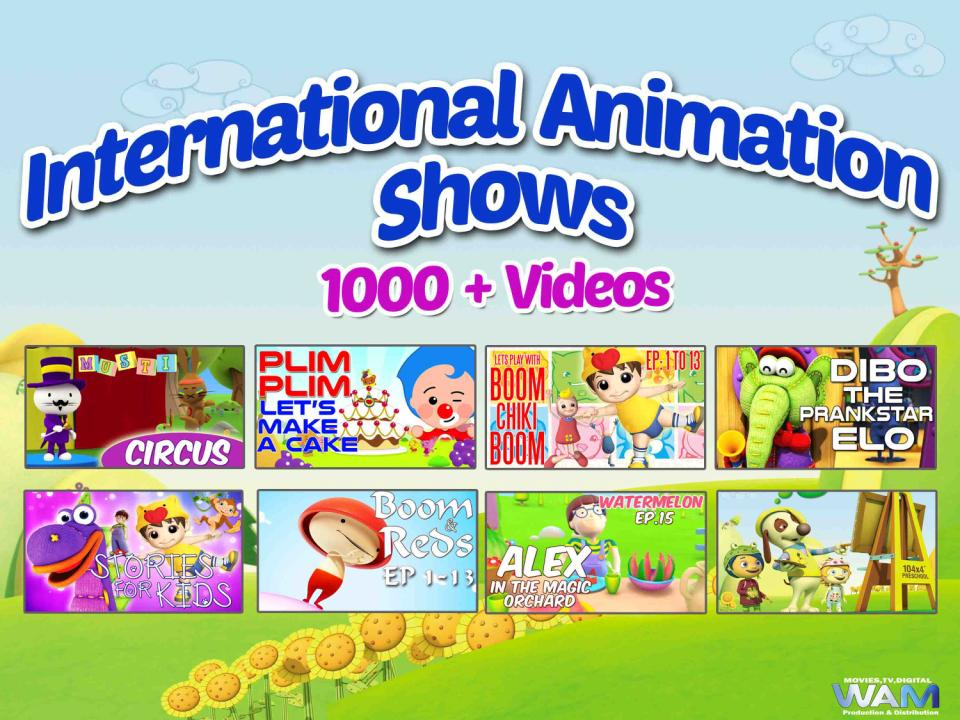 International Animation
Shows
1000 + Videos
MUSTI
CIRCUS
PLIM
PLIM
LET'S
MAKE
A CAKE
LETS PLAY WITH
BOOM
CHIKI
BOOM
EP: 1 TO 13
DIBO
THE
PRANKSTAR
ELO
STORIES
FOR KIDS
Boom
&
Reds
EP 1-13
WATERMELON
EP.15
ALEX
IN THE MAGIC
ORCHARD
104x4'
PRESCHOOL
MOVIES,TV,DIGITAL
WAM
Production & Distribution